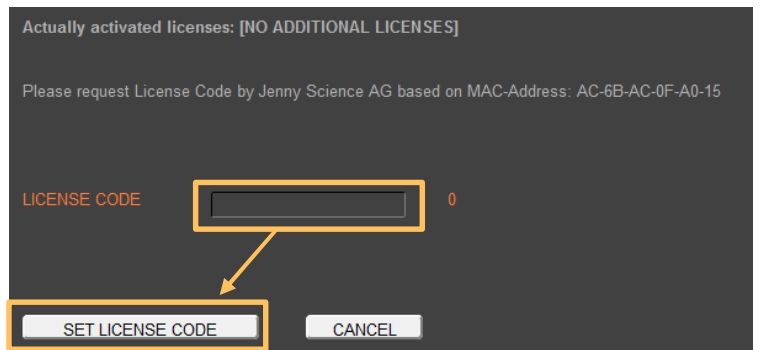 Actually activated licenses: [NO ADDITIONAL LICENSES]
Please request License Code by Jenny Science AG based on MAC-Address: AC-6B-AC-0F-A0-15
LICENSE CODE 0
SET LICENSE CODE CANCEL